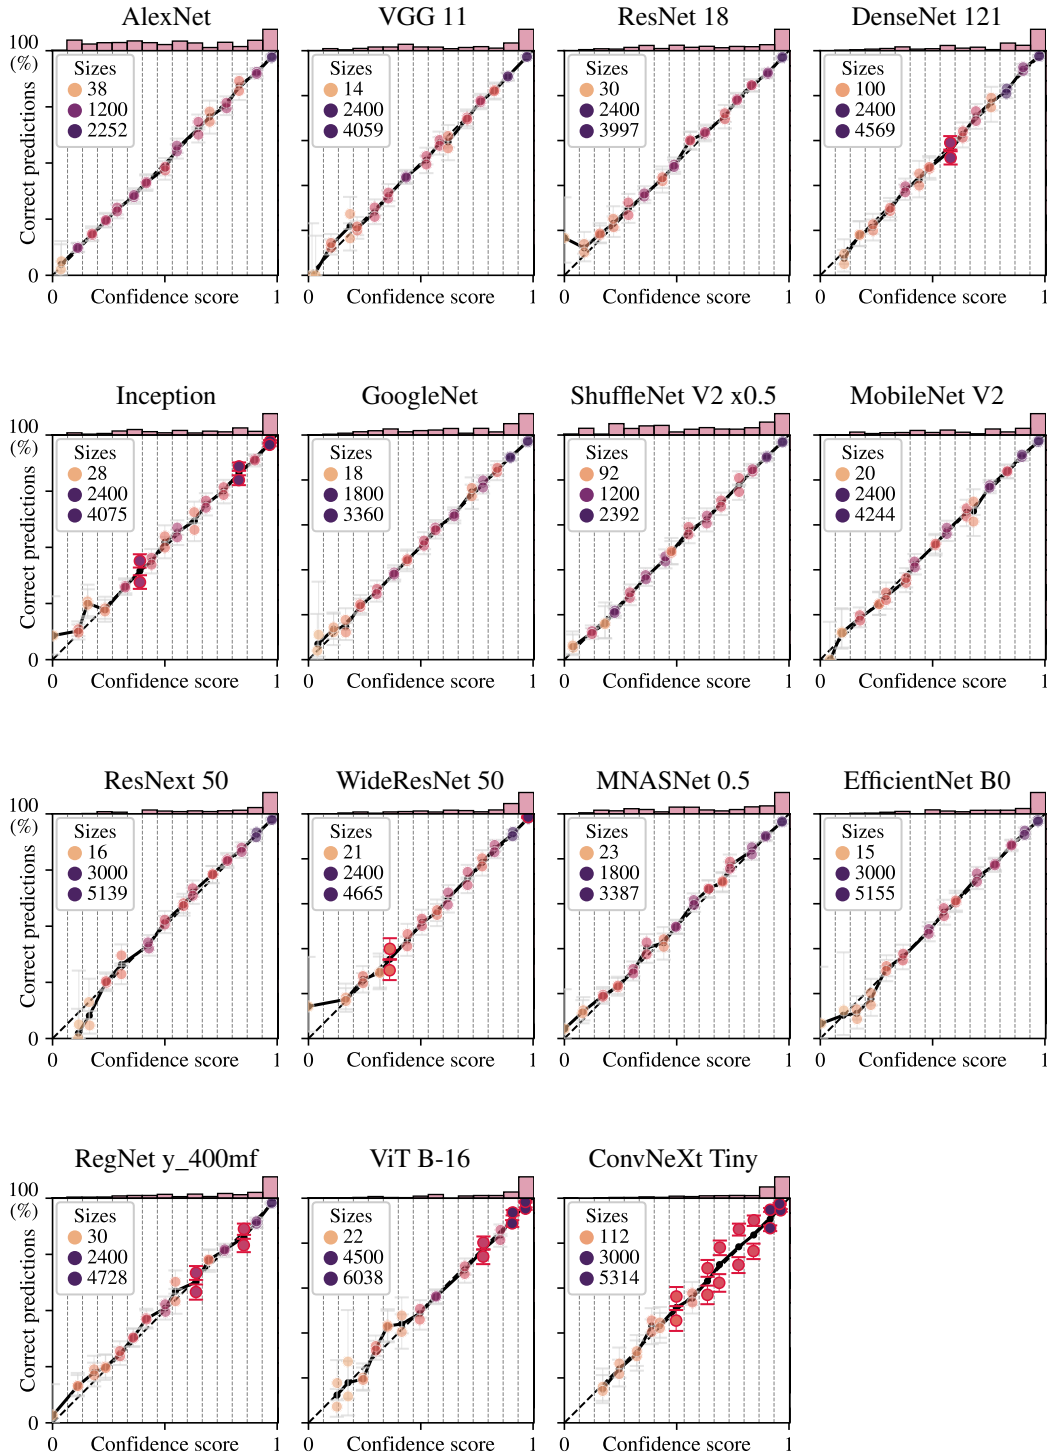 AlexNet
VGG 11
ResNet 18
DenseNet 121
100
(%)
Correct predictions
0
Sizes
38
1200
2252
0 Confidence score 1
Sizes
14
2400
4059
0 Confidence score 1
Sizes
30
2400
3997
0 Confidence score 1
Sizes
100
2400
4569
0 Confidence score 1
Inception
GoogleNet
ShuffleNet V2 x0.5
MobileNet V2
100
(%)
Correct predictions
0
Sizes
28
2400
4075
0 Confidence score 1
Sizes
18
1800
3360
0 Confidence score 1
Sizes
92
1200
2392
0 Confidence score 1
Sizes
20
2400
4244
0 Confidence score 1
ResNext 50
WideResNet 50
MNASNet 0.5
EfficientNet B0
100
(%)
Correct predictions
0
Sizes
16
3000
5139
0 Confidence score 1
Sizes
21
2400
4665
0 Confidence score 1
Sizes
23
1800
3387
0 Confidence score 1
Sizes
15
3000
5155
0 Confidence score 1
RegNet y_400mf
ViT B-16
ConvNeXt Tiny
100
(%)
Correct predictions
0
Sizes
30
2400
4728
0 Confidence score 1
Sizes
22
4500
6038
0 Confidence score 1
Sizes
112
3000
5314
0 Confidence score 1